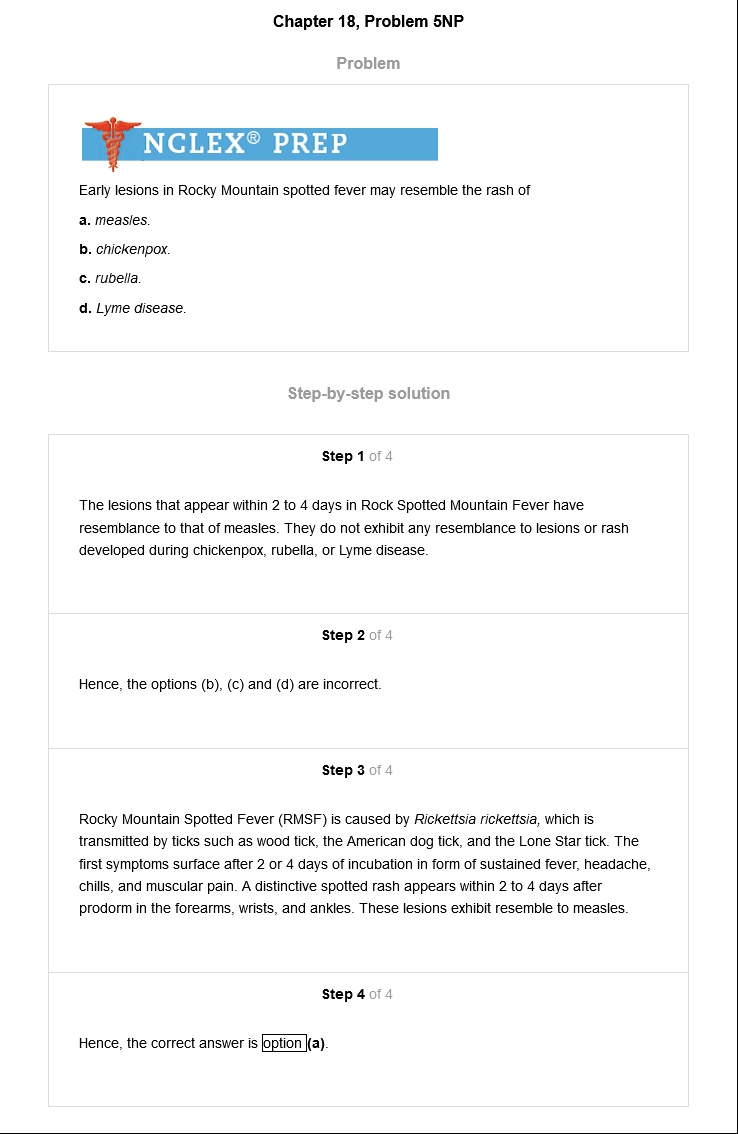 Chapter 18, Problem 5NP
Problem
NCLEX® PREP
Early lesions in Rocky Mountain spotted fever may resemble the rash of
a. measles.
b. chickenpox.
c. rubella.
d. Lyme disease.
Step-by-step solution
Step 1 of 4
The lesions that appear within 2 to 4 days in Rock Spotted Mountain Fever have
resemblance to that of measles. They do not exhibit any resemblance to lesions or rash
developed during chickenpox, rubella, or Lyme disease.
Step 2 of 4
Hence, the options (b), (c) and (d) are incorrect.
Step 3 of 4
Rocky Mountain Spotted Fever (RMSF) is caused by Rickettsia rickettsia, which is
transmitted by ticks such as wood tick, the American dog tick, and the Lone Star tick. The
first symptoms surface after 2 or 4 days of incubation in form of sustained fever, headache,
chills, and muscular pain. A distinctive spotted rash appears within 2 to 4 days after
prodorm in the forearms, wrists, and ankles. These lesions exhibit resemble to measles.
Step 4 of 4
Hence, the correct answer is option (a).